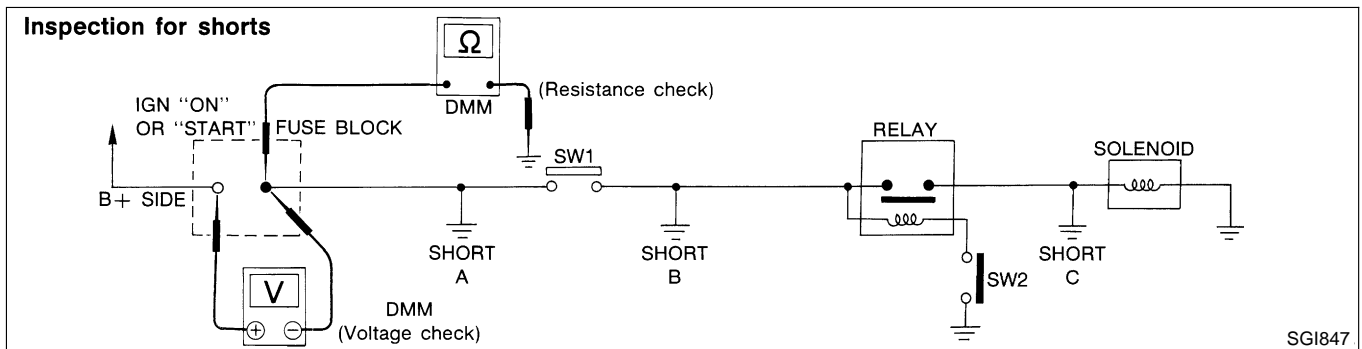 Inspection for shorts
Ω
DMM
(Resistance check)
IGN "ON"
OR "START"
FUSE BLOCK
B+ SIDE
SW1
RELAY
SOLENOID
SHORT
A
SHORT
B
SHORT
C
SW2
V
+ −
DMM
(Voltage check)
SGI847